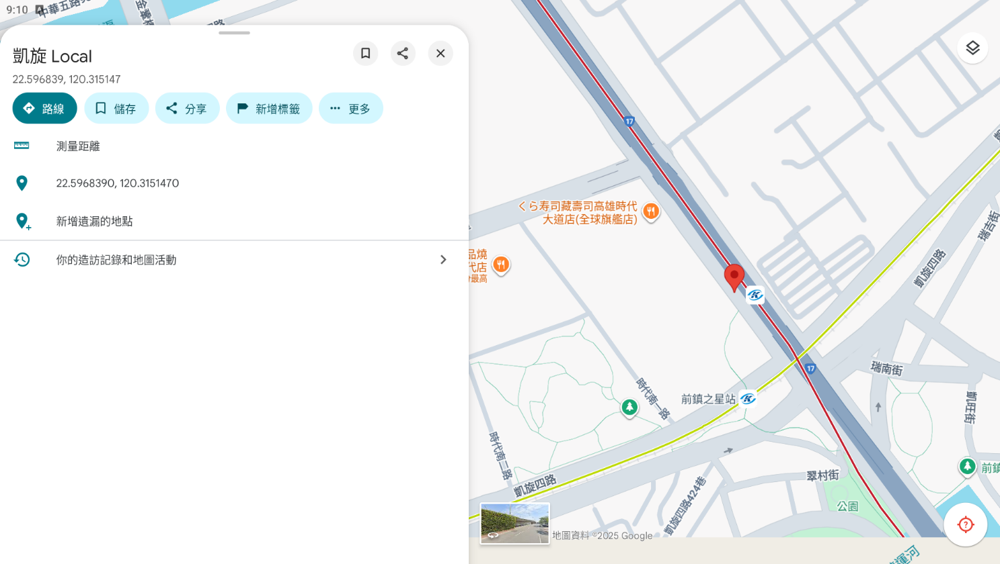 9:10
中華五路
凱旋 Local
22.596839, 120.315147
路線
儲存
分享
新增標籤
更多
測量距離
22.5968390, 120.3151470
新增遺漏的地點
你的造訪記錄和地圖活動
17
くら寿司藏壽司高雄時代
大道店(全球旗艦店)
品燒
代店
最高
瑞吉街
凱旋四路
17
瑞南街
前鎮之星站
時代南一路
凱旺街
時代南二路
前鎮
翠村街
凱旋四路
凱旋四路424巷
公園
地圖資料 ©2025 Google
運河